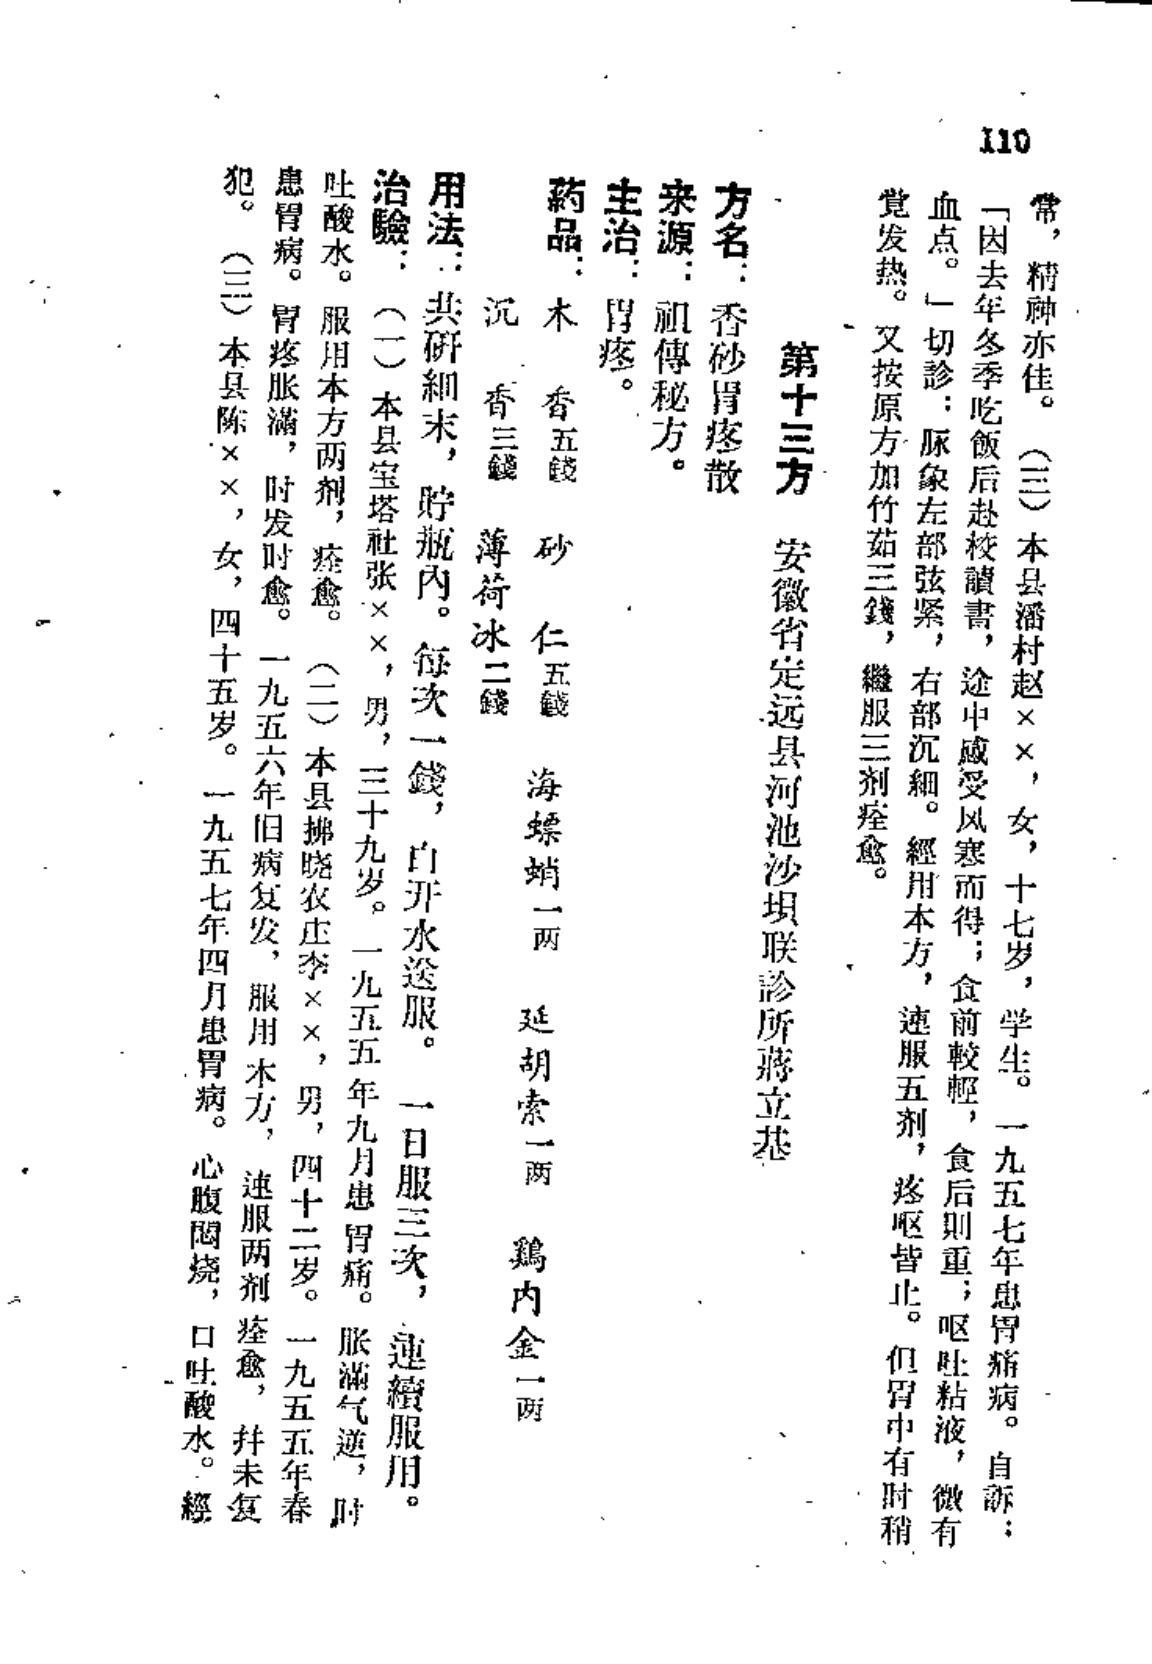 110
常，精神亦佳。（三）本县潘村赵××，女，十七岁，学生。一九五七年患胃痛病。自訴：
「因去年冬季吃飯后赴校讀書，途中感受风寒而得；食前較輕，食后則重；呕吐粘液，微有
血点。」切診：脉象左部弦紧，右部沉細。經用本方，連服五剂，疼呕皆止。但胃中有时稍
覚发热。又按原方加竹茹三錢，繼服三剂痊愈。
第十三方　安徽省定远县河池沙坝联診所蔣立基
方名：香砂胃疼散
来源：祖傳秘方。
主治：胃疼。
葯品：木　香五錢　砂　仁五錢　海螵蛸一两　延胡索一两　鷄内金一两
沉　香三錢　薄荷冰二錢
用法：共研細末，貯瓶內。每次一錢，白开水送服。一日服三次，連續服用。
治驗：（一）本县宝塔社张××，男，三十九岁。一九五五年九月患胃痛。胀滿气逆，时
吐酸水。服用本方两剂，痊愈。（二）本县拂晓农庄李××，男，四十二岁。一九五五年春
患胃病。胃疼胀滿，时发时愈。一九五六年旧病复发，服用本方，連服两剂痊愈，幷未复
犯。（三）本县陈××，女，四十五岁。一九五七年四月患胃病。心腹悶烧，口吐酸水。經